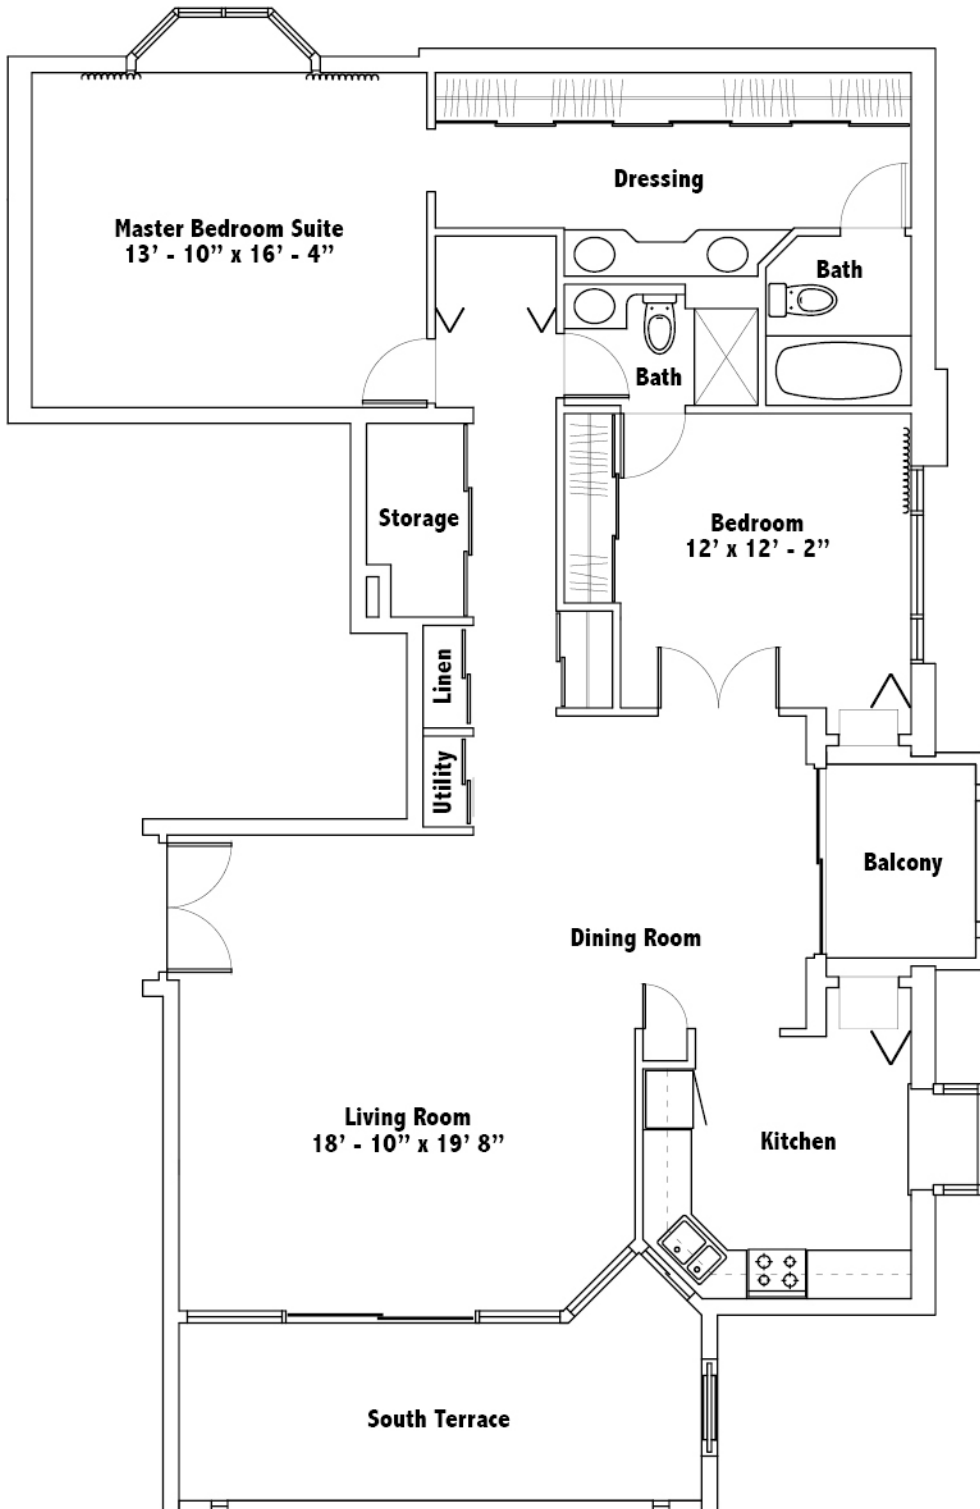 Dressing
Master Bedroom Suite
13’ - 10” x 16’ - 4”
Bath
Bath
Storage
Bedroom
12’ x 12’ - 2”
Linen
Utility
Balcony
Dining Room
Living Room
18’ - 10” x 19’ 8”
Kitchen
South Terrace